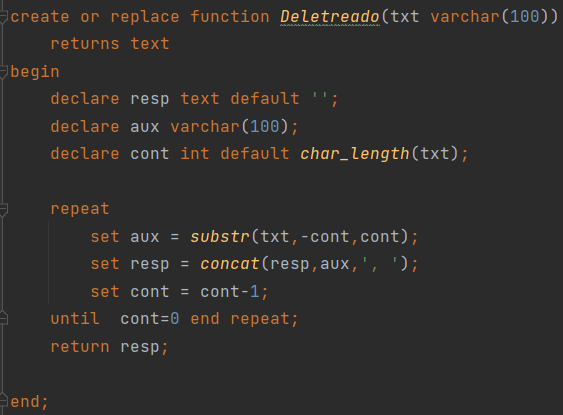 create or replace function Deletreado(txt varchar(100))
    returns text
begin
    declare resp text default '';
    declare aux varchar(100);
    declare cont int default char_length(txt);

    repeat
        set aux = substr(txt,-cont,cont);
        set resp = concat(resp,aux,', ');
        set cont = cont-1;
    until  cont=0 end repeat;
    return resp;

end;